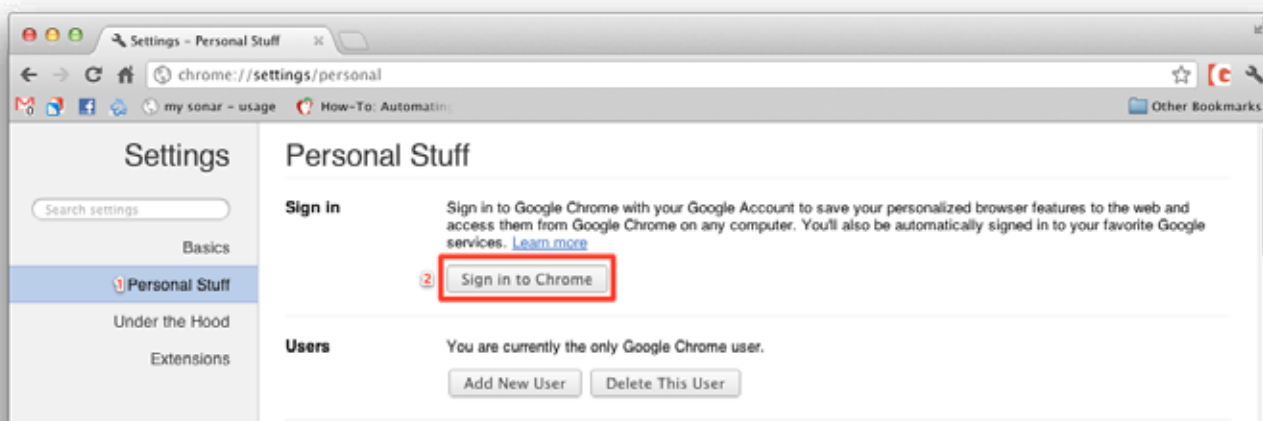 Settings - Personal Stuff
chrome://settings/personal
my sonar - usage
How-To: Automating
Other Bookmarks
Settings
Search settings
Basics
1 Personal Stuff
Under the Hood
Extensions
Personal Stuff
Sign in
Sign in to Google Chrome with your Google Account to save your personalized browser features to the web and
access them from Google Chrome on any computer. You'll also be automatically signed in to your favorite Google
services. Learn more
2 Sign in to Chrome
Users
You are currently the only Google Chrome user.
Add New User
Delete This User